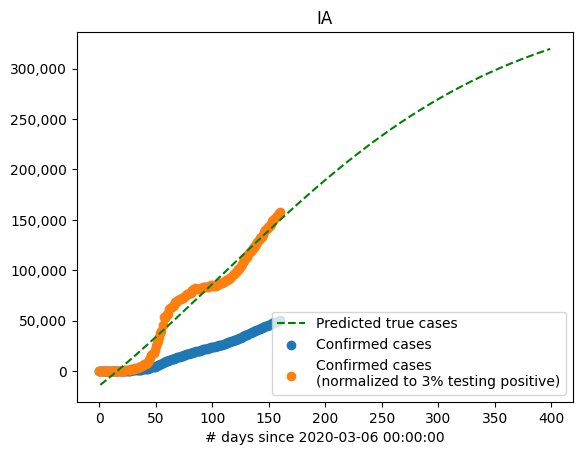 IA
300,000
250,000
200,000
150,000
100,000
50,000
0
Predicted true cases
Confirmed cases
Confirmed cases
(normalized to 3% testing positive)
0 50 100 150 200 250 300 350 400
# days since 2020-03-06 00:00:00